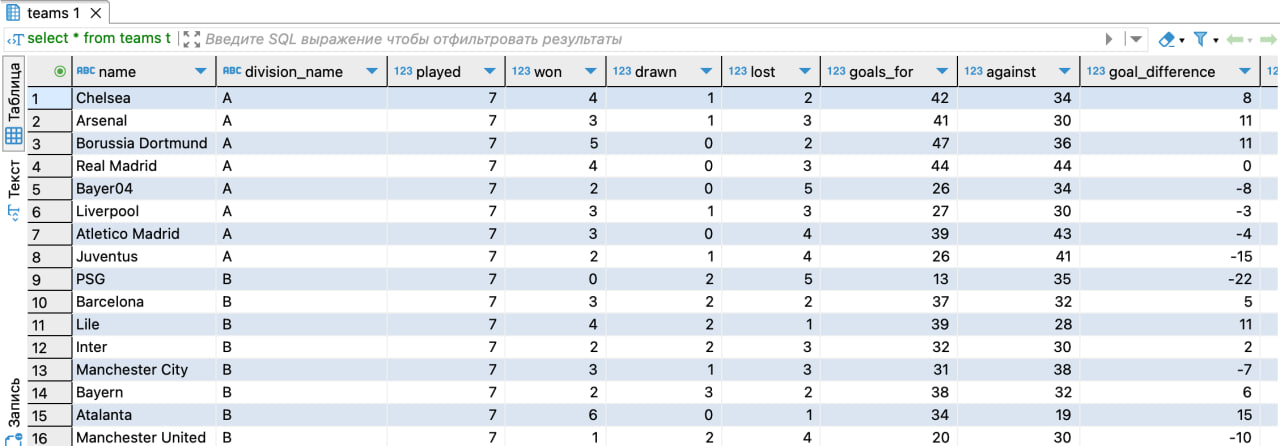 teams 1
select * from teams t Введите SQL выражение чтобы отфильтровать результаты
Таблица
Текст
Запись
ABC name ABC division_name 123 played 123 won 123 drawn 123 lost 123 goals_for 123 against 123 goal_difference 12
1 Chelsea A 7 4 1 2 42 34 8
2 Arsenal A 7 3 1 3 41 30 11
3 Borussia Dortmund A 7 5 0 2 47 36 11
4 Real Madrid A 7 4 0 3 44 44 0
5 Bayer04 A 7 2 0 5 26 34 -8
6 Liverpool A 7 3 1 3 27 30 -3
7 Atletico Madrid A 7 3 0 4 39 43 -4
8 Juventus A 7 2 1 4 26 41 -15
9 PSG B 7 0 2 5 13 35 -22
10 Barcelona B 7 3 2 2 37 32 5
11 Lile B 7 4 2 1 39 28 11
12 Inter B 7 2 2 3 32 30 2
13 Manchester City B 7 3 1 3 31 38 -7
14 Bayern B 7 2 3 2 38 32 6
15 Atalanta B 7 6 0 1 34 19 15
16 Manchester United B 7 1 2 4 20 30 -10